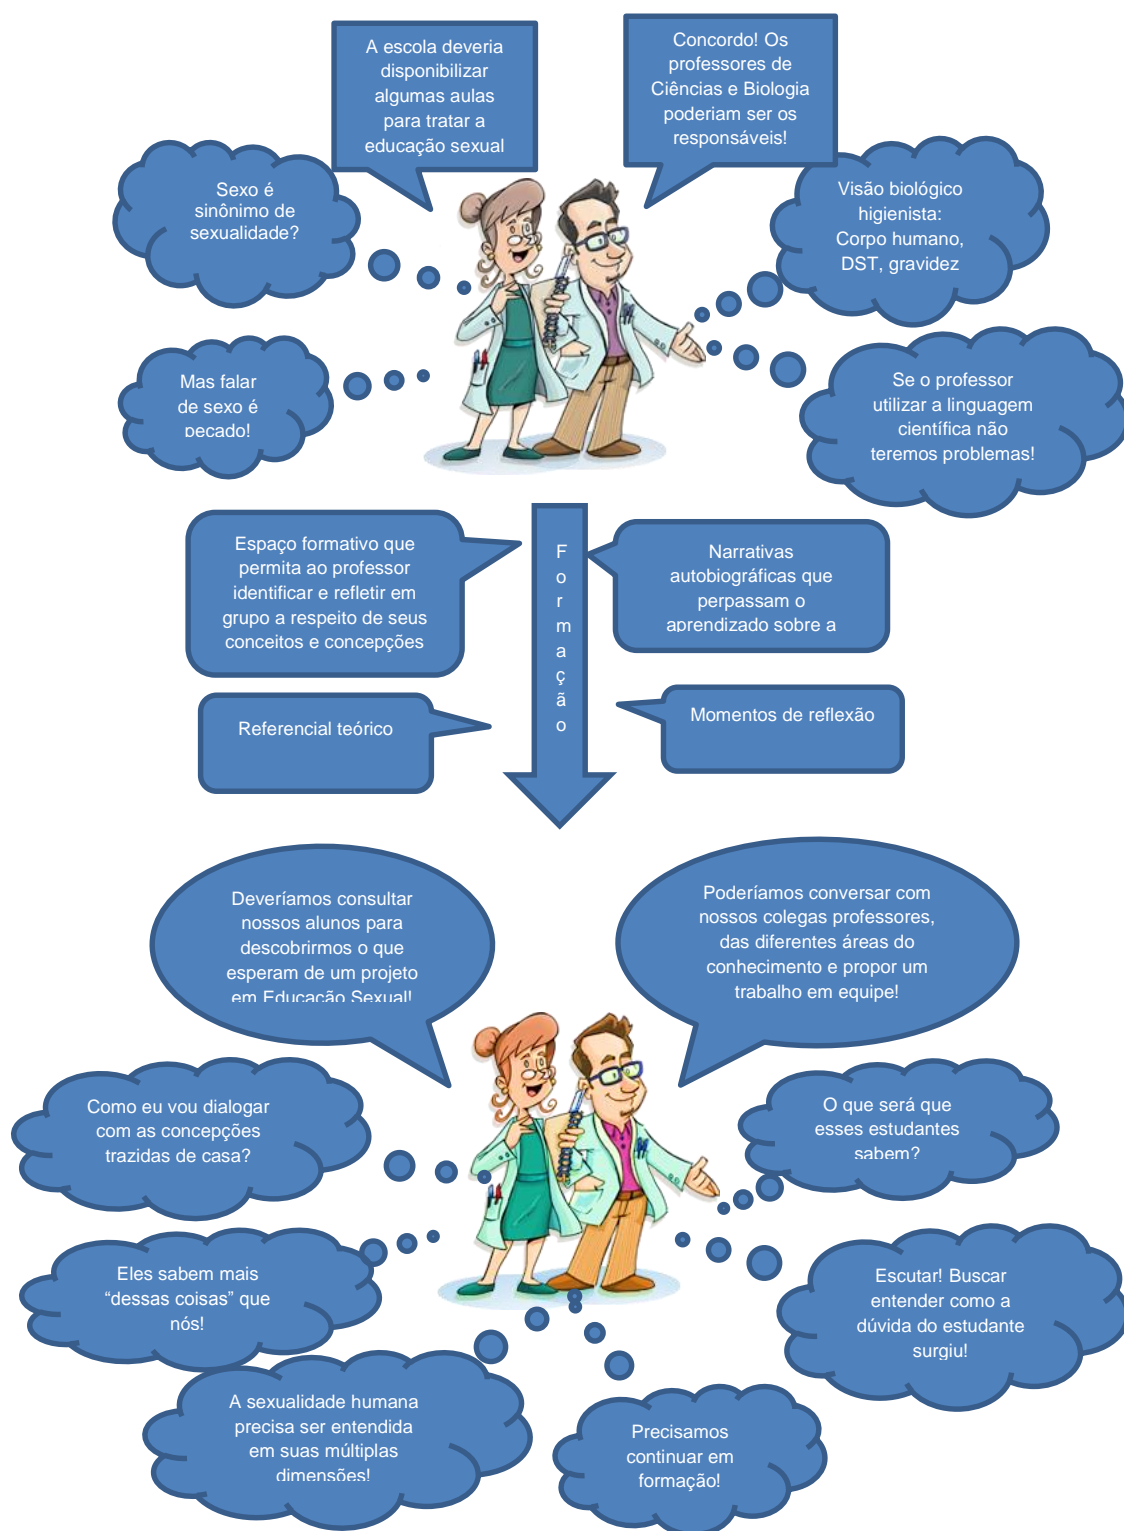 A escola deveria
disponibilizar
algumas aulas
para tratar a
educação sexual
Concordo! Os
professores de
Ciências e Biologia
poderiam ser os
responsáveis!
Sexo é
sinônimo de
sexualidade?
Visão biológico
higienista:
Corpo humano,
DST, gravidez
Mas falar
de sexo é
pecado!
Se o professor
utilizar a linguagem
científica não
teremos problemas!
Espaço formativo que
permita ao professor
identificar e refletir em
grupo a respeito de seus
conceitos e concepções
F
o
r
m
a
ç
ã
o
Narrativas
autobiográficas que
perpassam o
aprendizado sobre a
Referencial teórico
Momentos de reflexão
Deveríamos consultar
nossos alunos para
descobrirmos o que
esperam de um projeto
em Educação Sexual!
Poderíamos conversar com
nossos colegas professores,
das diferentes áreas do
conhecimento e propor um
trabalho em equipe!
Como eu vou dialogar
com as concepções
trazidas de casa?
O que será que
esses estudantes
sabem?
Eles sabem mais
“dessas coisas” que
nós!
Escutar! Buscar
entender como a
dúvida do estudante
surgiu!
A sexualidade humana
precisa ser entendida
em suas múltiplas
dimensões!
Precisamos
continuar em
formação!